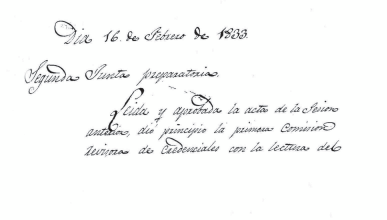 Dia 16. de Febrero de 1833.
Segunda Junta preparatoria.
Leida y aprobada la acta de la Sesion
anterior, dió principio la primera Comision
revisora de Credenciales con la lectura del